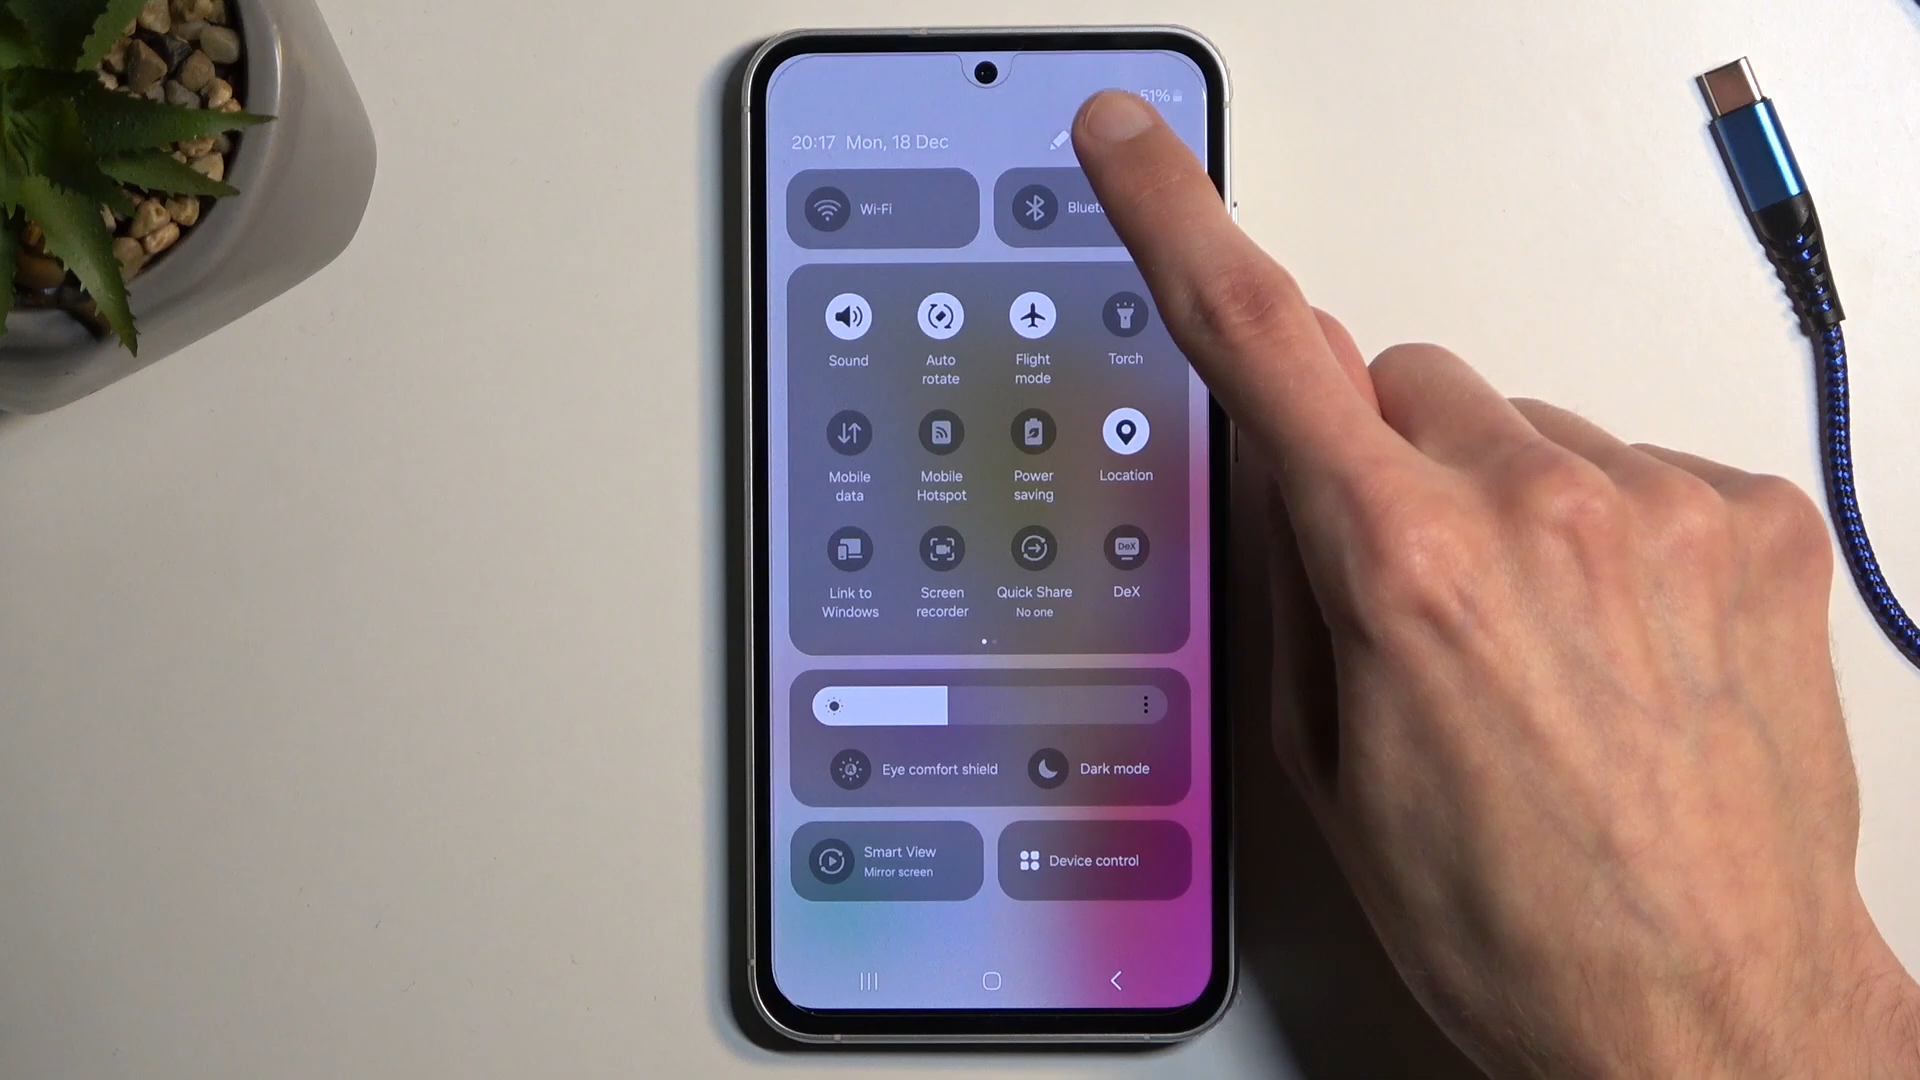 51%
20:17 Mon, 18 Dec
Wi-Fi
Sound
Auto rotate
Flight mode
Torch
Mobile data
Mobile Hotspot
Power saving
Location
Link to Windows
Screen recorder
Quick Share
No one
DeX
DeX
Eye comfort shield
Dark mode
Smart View
Mirror screen
Device control